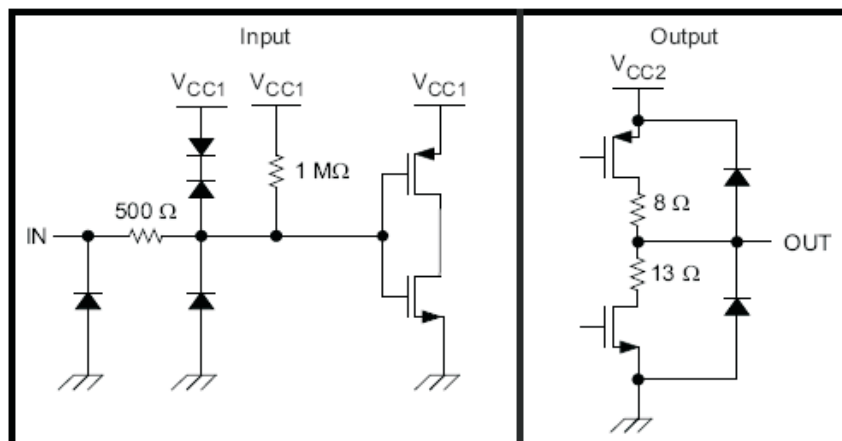 Input
VCC1
VCC1
VCC1
1 MΩ
500 Ω
IN
Output
VCC2
8 Ω
OUT
13 Ω